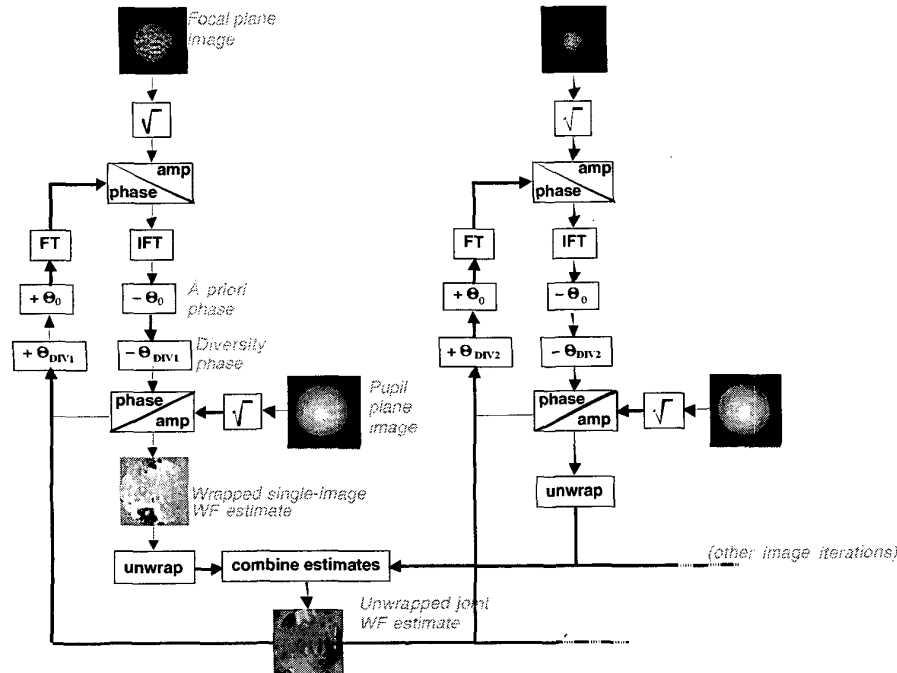 Focal plane
image
√
√
amp
phase
amp
phase
FT
IFT
FT
IFT
+ Θ0
− Θ0
A priori
phase
+ Θ0
− Θ0
+ ΘDIV1
− ΘDIV1
Diversity
phase
+ ΘDIV2
− ΘDIV2
phase
amp
√
Pupil
plane
image
phase
amp
√
Wrapped single-image
WF estimate
unwrap
unwrap
combine estimates
(other image iterations)
Unwrapped joint
WF estimate